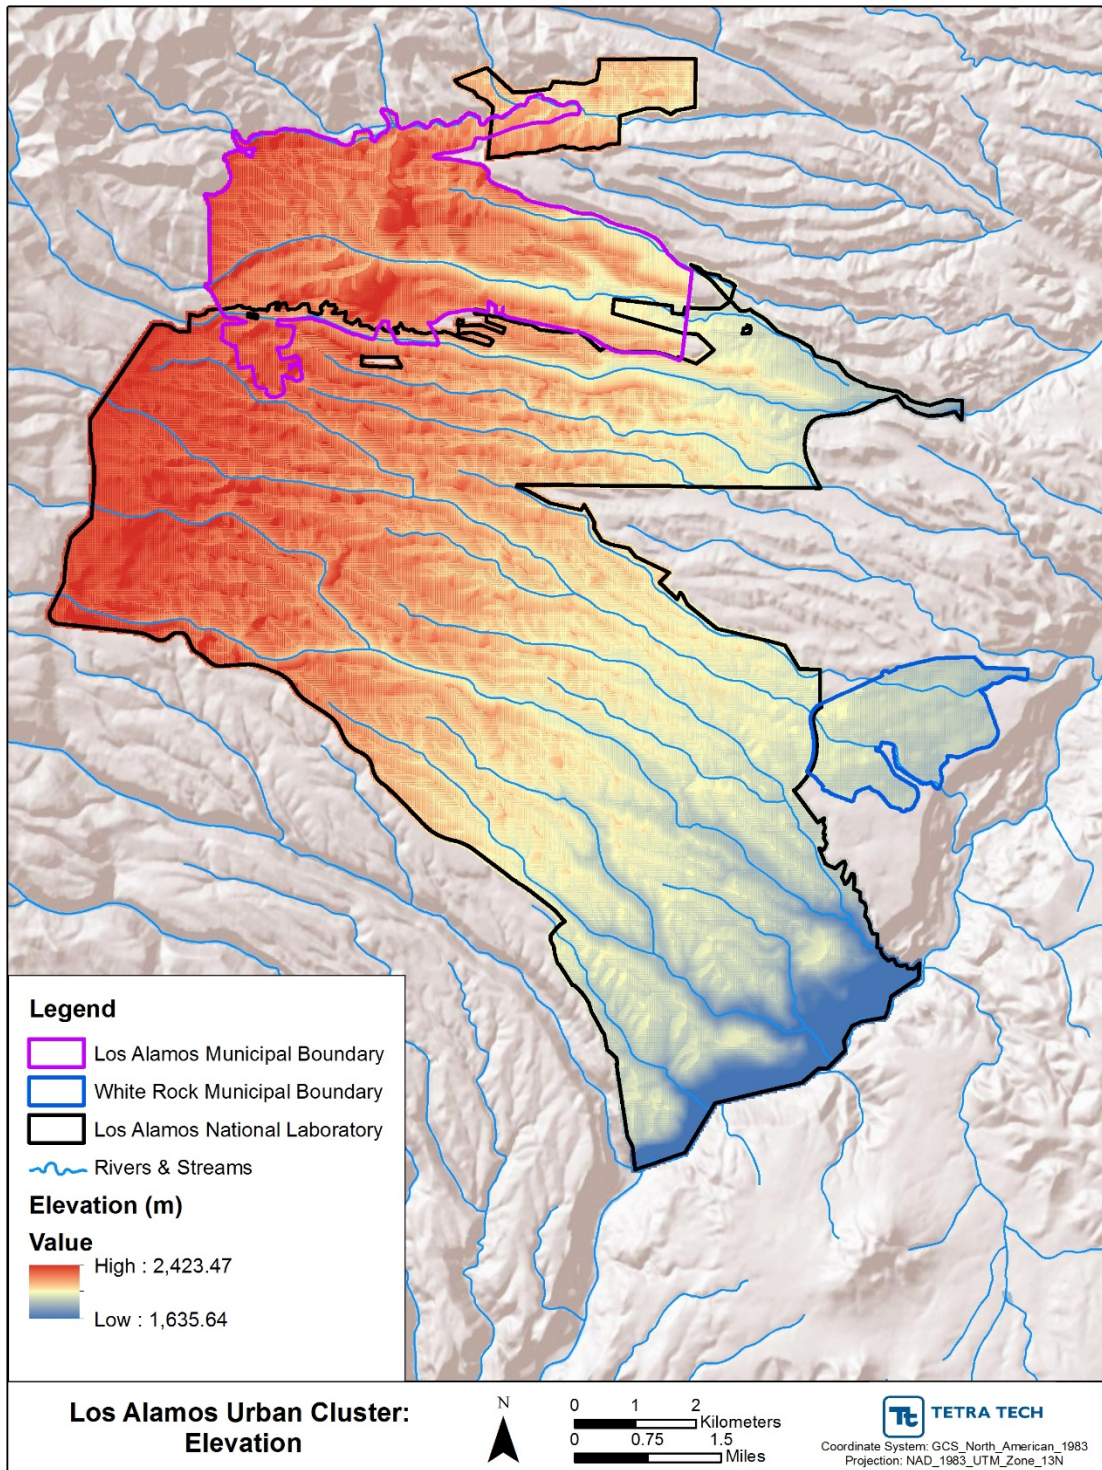 Legend
Los Alamos Municipal Boundary
White Rock Municipal Boundary
Los Alamos National Laboratory
Rivers & Streams
Elevation (m)
Value
High : 2,423.47
Low : 1,635.64
Los Alamos Urban Cluster:
Elevation
N
0 1 2
Kilometers
0 0.75 1.5
Miles
Tt TETRA TECH
Coordinate System: GCS_North_American_1983
Projection: NAD_1983_UTM_Zone_13N